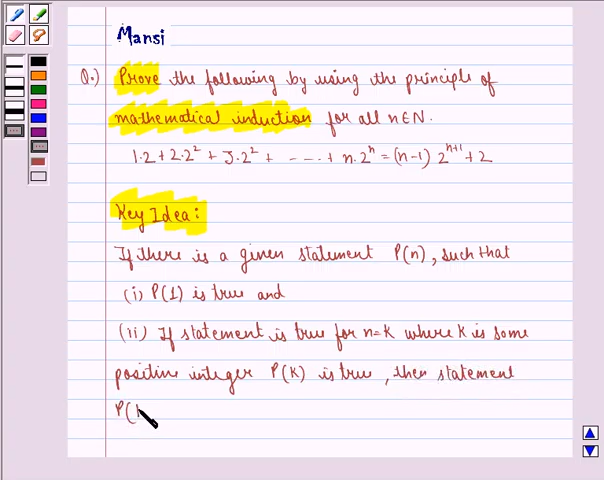 Mansi
Q.) Prove the following by using the principle of
mathematical induction for all n∈N.
1.2 + 2.2² + 3.2² + - - - .. + n.2ⁿ = (n-1) 2ⁿ⁺¹ + 2
Key Idea:
If there is a given statement P(n), such that
(i) P(1) is true and
(ii) If statement is true for n=k where k is some
positive integer P(k) is true, then statement
P(